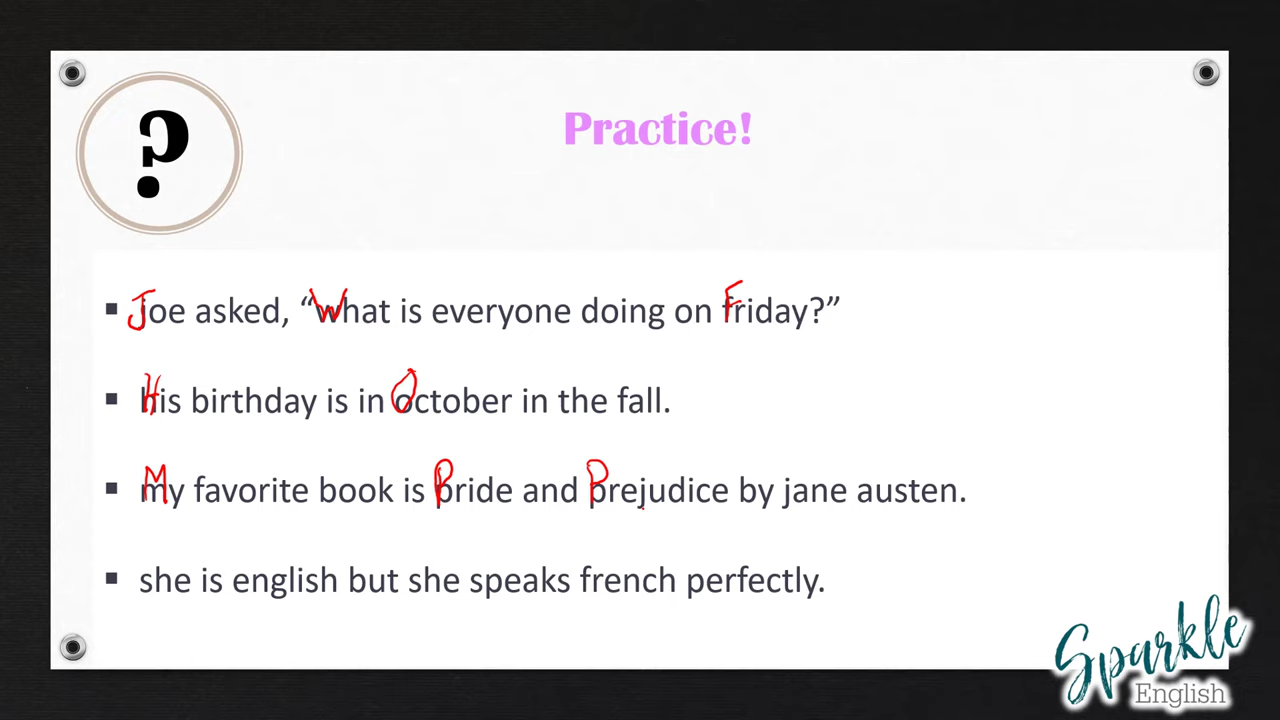 ?
Practice!
▪ Joe asked, “What is everyone doing on Friday?”
▪ His birthday is in October in the fall.
▪ My favorite book is Pride and Prejudice by jane austen.
▪ she is english but she speaks french perfectly.
Sparkle
English